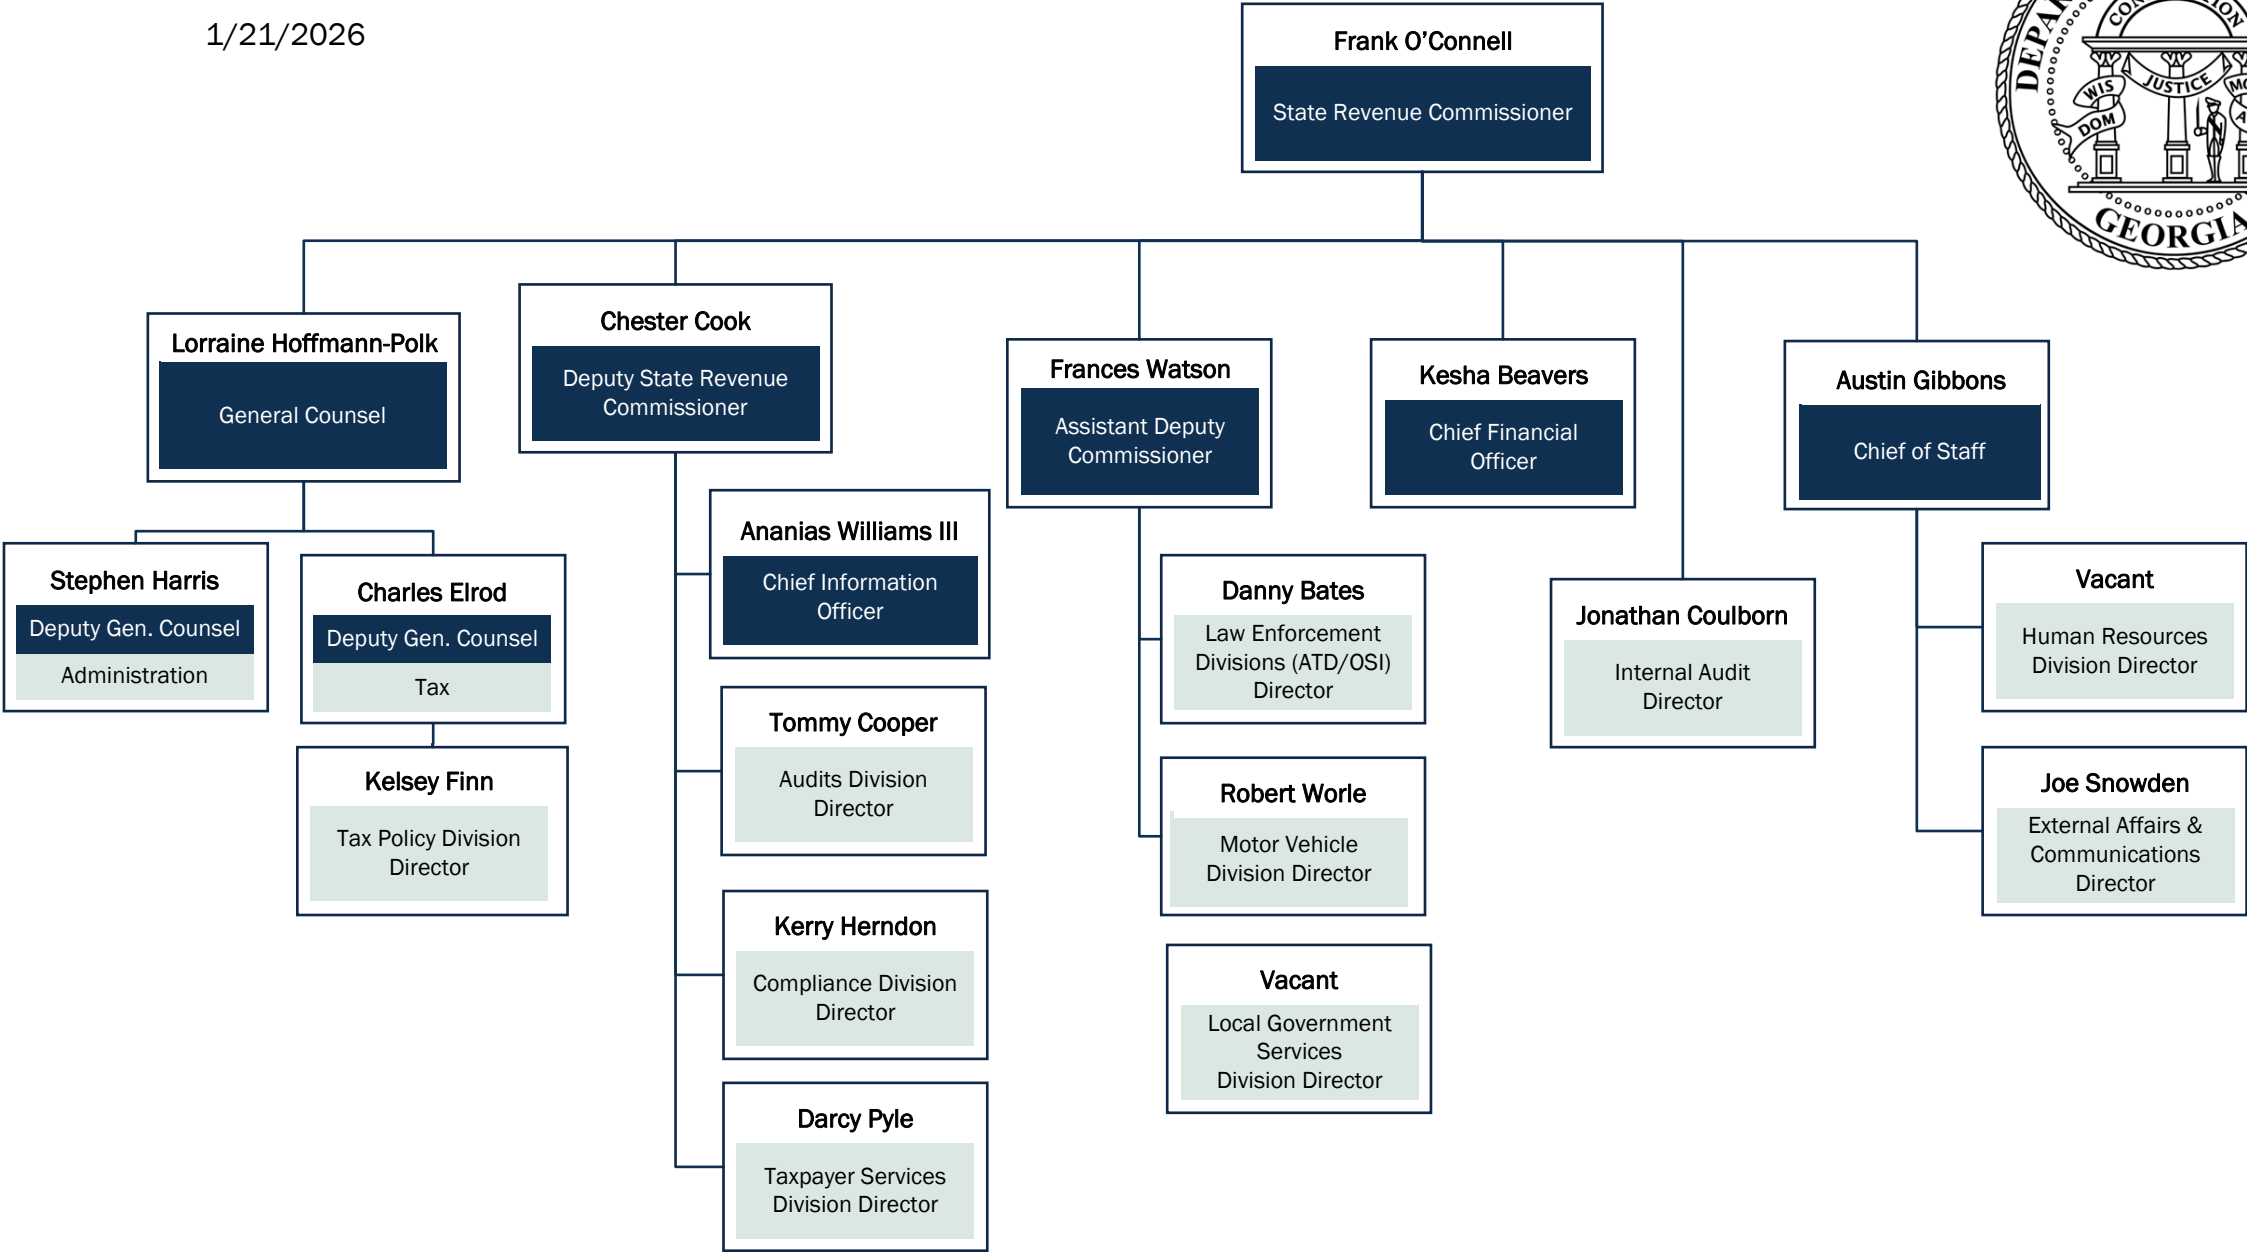 1/21/2026
Frank O’Connell
State Revenue Commissioner
CON
WIS
DOM
JUSTICE
GEORGIA
Lorraine Hoffmann-Polk
General Counsel
Chester Cook
Deputy State Revenue
Commissioner
Frances Watson
Assistant Deputy
Commissioner
Kesha Beavers
Chief Financial
Officer
Austin Gibbons
Chief of Staff
Stephen Harris
Deputy Gen. Counsel
Administration
Charles Elrod
Deputy Gen. Counsel
Tax
Kelsey Finn
Tax Policy Division
Director
Ananias Williams III
Chief Information
Officer
Tommy Cooper
Audits Division
Director
Kerry Herndon
Compliance Division
Director
Darcy Pyle
Taxpayer Services
Division Director
Danny Bates
Law Enforcement
Divisions (ATD/OSI)
Director
Robert Worle
Motor Vehicle
Division Director
Vacant
Local Government
Services
Division Director
Jonathan Coulborn
Internal Audit
Director
Vacant
Human Resources
Division Director
Joe Snowden
External Affairs &
Communications
Director